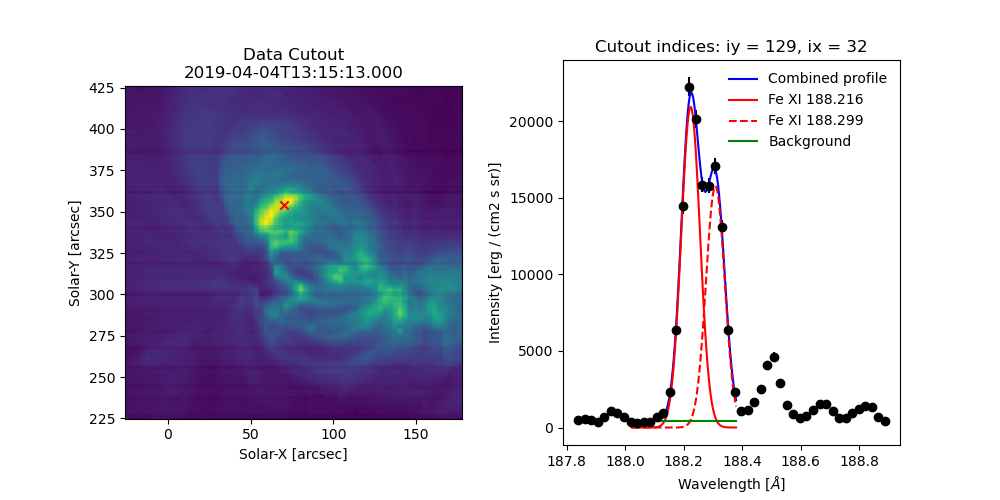 Data Cutout
2019-04-04T13:15:13.000
425
400
375
350
325
300
275
250
225
0
50
100
150
Solar-Y [arcsec]
Solar-X [arcsec]
Cutout indices: iy = 129, ix = 32
Combined profile
Fe XI 188.216
Fe XI 188.299
Background
20000
15000
10000
5000
0
187.8
188.0
188.2
188.4
188.6
188.8
Intensity [erg / (cm2 s sr)]
Wavelength [Å]